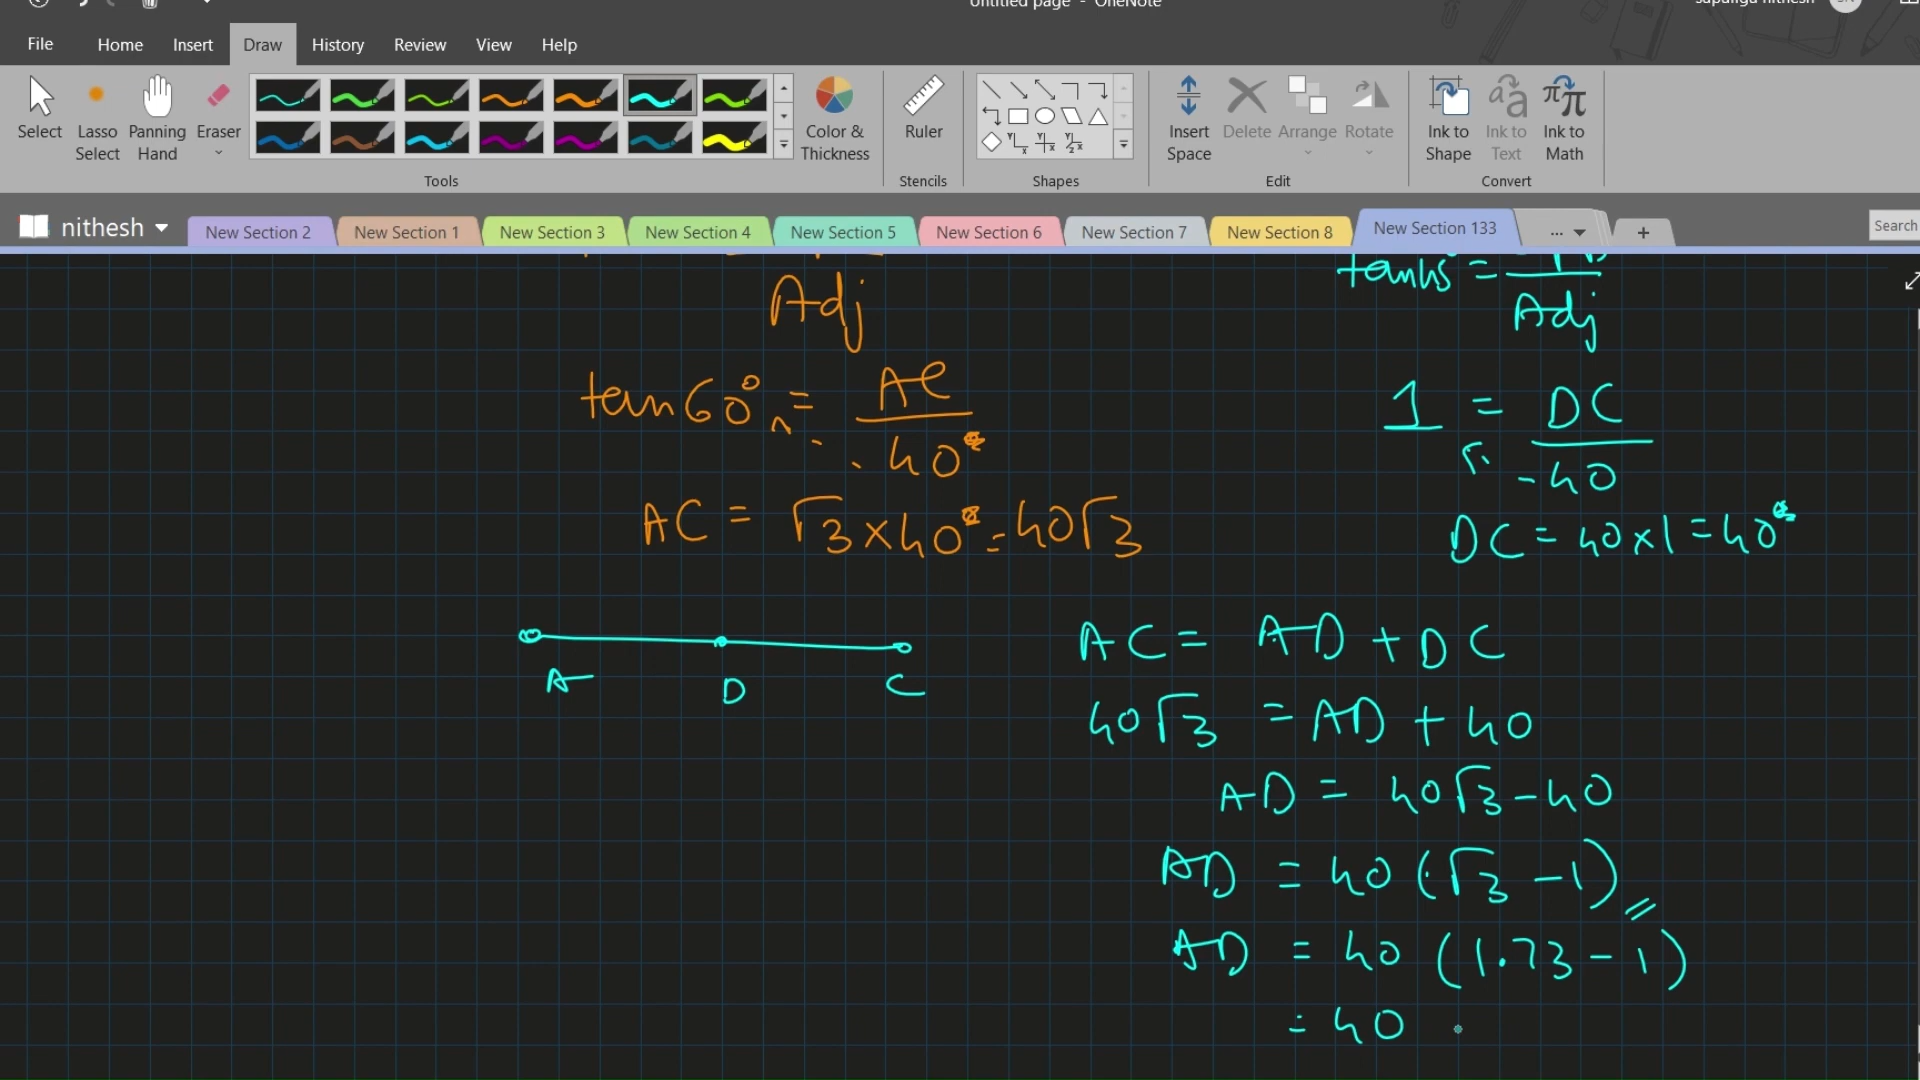 Untitled page - OneNote
File Home Insert Draw History Review View Help
Select
Lasso Select
Panning Hand
Eraser
Tools
Color & Thickness
Ruler
Stencils
Shapes
Insert Space
Delete
Arrange
Rotate
Edit
Ink to Shape
Ink to Text
Ink to Math
Convert
nithesh
New Section 2
New Section 1
New Section 3
New Section 4
New Section 5
New Section 6
New Section 7
New Section 8
New Section 133
... +
Search
Adj
tan60° = AC / 40
AC = √3×40 = 40√3
tan45° =
Adj
1 = DC / 40
DC = 40×1 = 40
A D C
AC = AD + DC
40√3 = AD + 40
AD = 40√3 - 40
AD = 40 (√3 - 1)
AD = 40 (1.73 - 1)
= 40